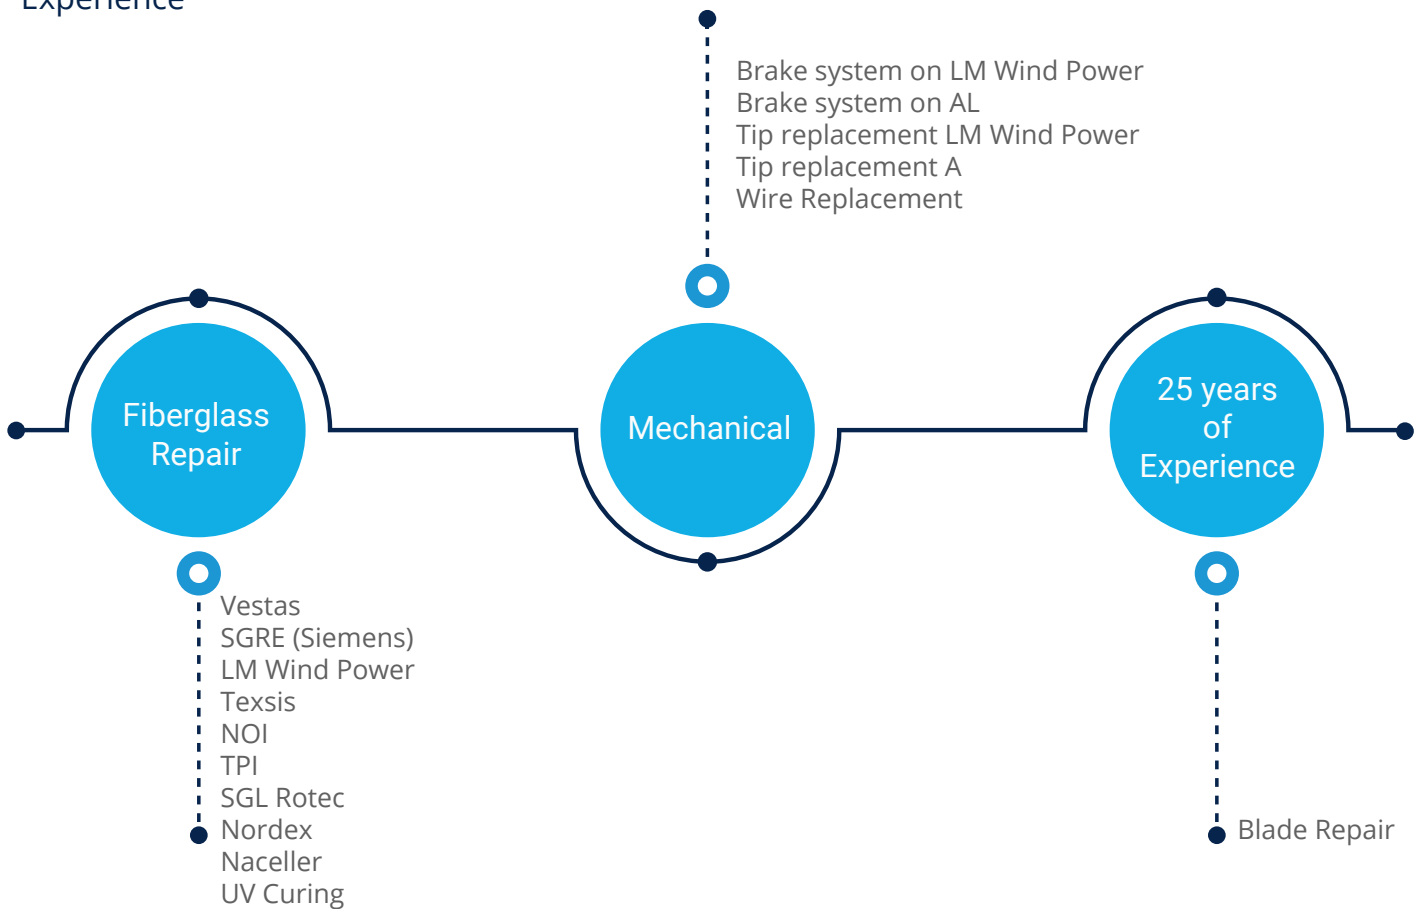 Experience
Brake system on LM Wind Power
Brake system on AL
Tip replacement LM Wind Power
Tip replacement A
Wire Replacement
Fiberglass
Repair
Mechanical
25 years
of
Experience
Vestas
SGRE (Siemens)
LM Wind Power
Texsis
NOI
TPI
SGL Rotec
Nordex
Naceller
UV Curing
Blade Repair